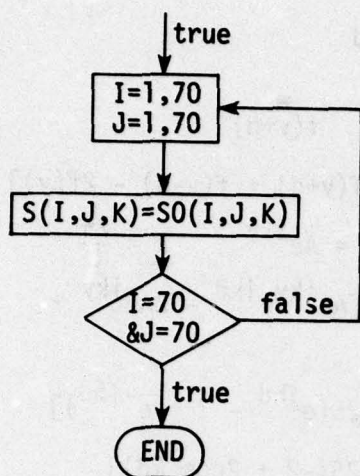 true
I=1,70
J=1,70
S(I,J,K)=SO(I,J,K)
I=70
&J=70
false
true
END